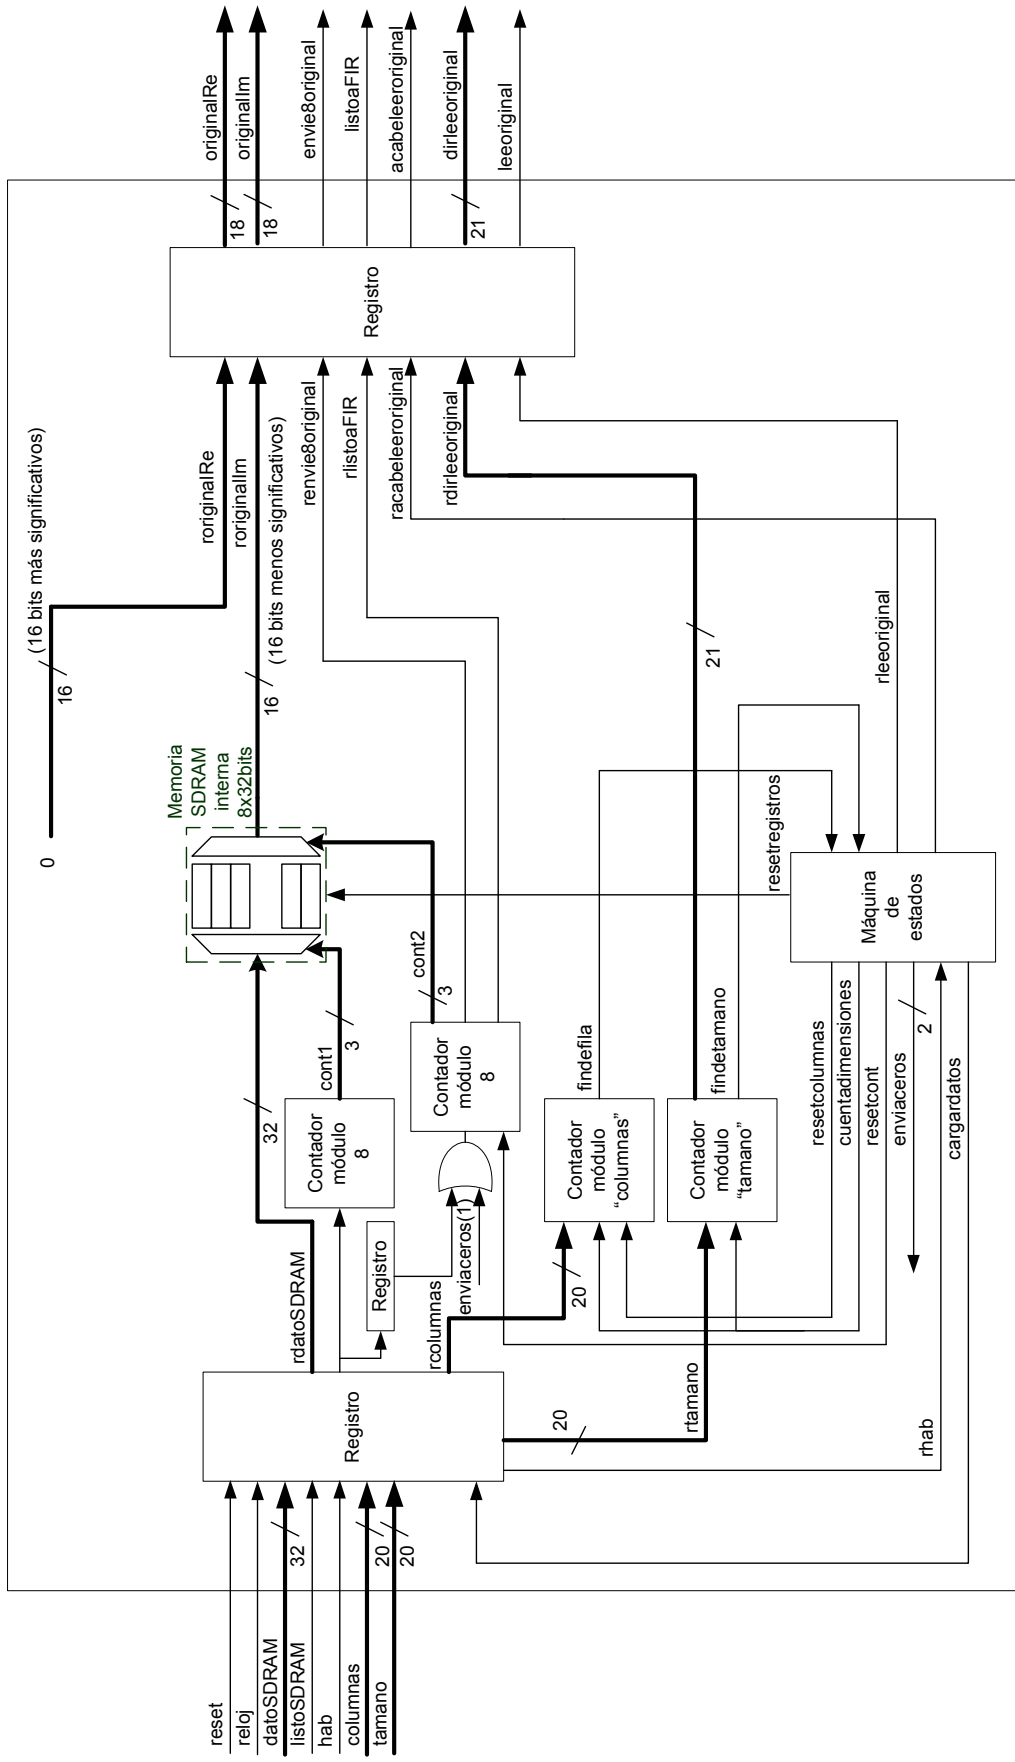 reset
reloj
datoSDRAM
listoSDRAM
hab
columnas
tamano
32
20
20
Registro
rdatoSDRAM
Registro
rcolumnas
enviaceros(1)
20
rtamano
20
rhab
32
Contador
módulo
8
cont1
3
Contador
módulo
8
cont2
3
Contador
módulo
"columnas"
findefila
Contador
módulo
"tamano"
findetamano
21
resetcolumnas
cuentadimensiones
resetcont
enviaceros
2
cargardatos
Máquina
de
estados
resetregistros
rleeoriginal
Memoria
SDRAM
interna
8x32bits
0
16
(16 bits más significativos)
16
(16 bits menos significativos)
roriginalRe
roriginalIm
renvie8original
rlistoaFIR
racabeleeroriginal
rdirleeoriginal
Registro
18
18
21
originalRe
originalIm
envie8original
listoaFIR
acabeleeroriginal
dirleeoriginal
leeoriginal